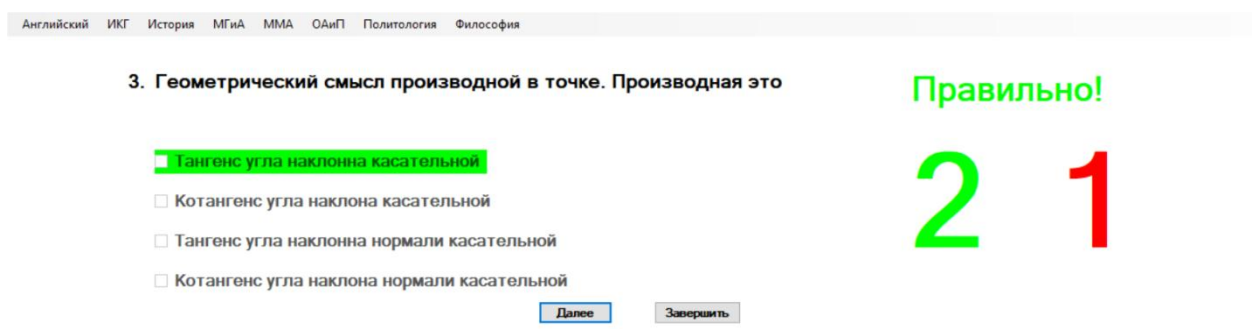 Английский ИКГ История МГиА ММА ОАиП Политология Философия
3. Геометрический смысл производной в точке. Производная это
Правильно!
Тангенс угла наклонна касательной
Котангенс угла наклона касательной
Тангенс угла наклонна нормали касательной
Котангенс угла наклона нормали касательной
2 1
Далее Завершить